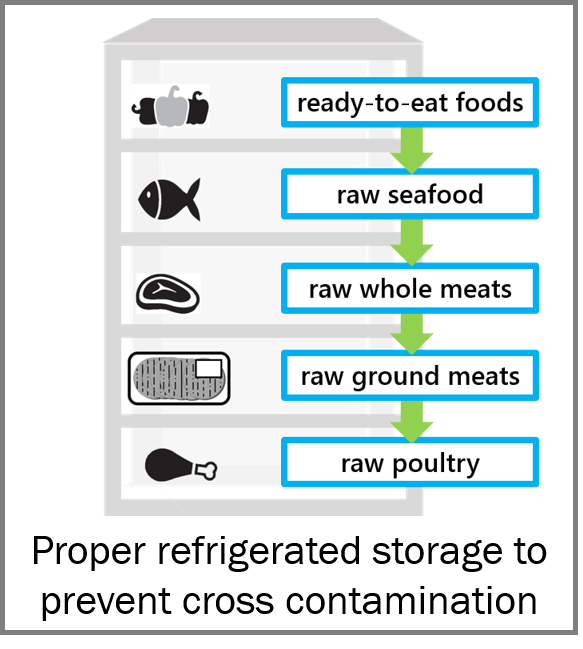 ready-to-eat foods
raw seafood
raw whole meats
raw ground meats
raw poultry
Proper refrigerated storage to
prevent cross contamination